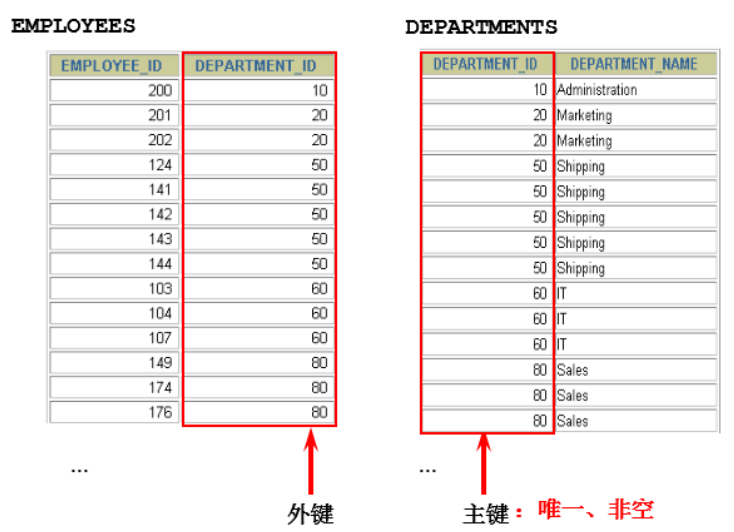 EMPLOYEES
EMPLOYEE_ID DEPARTMENT_ID
200 10
201 20
202 20
124 50
141 50
142 50
143 50
144 50
103 60
104 60
107 60
149 80
174 80
176 80
...
外键
DEPARTMENTS
DEPARTMENT_ID DEPARTMENT_NAME
10 Administration
20 Marketing
20 Marketing
50 Shipping
50 Shipping
50 Shipping
50 Shipping
50 Shipping
60 IT
60 IT
60 IT
80 Sales
80 Sales
80 Sales
...
主键：唯一、非空